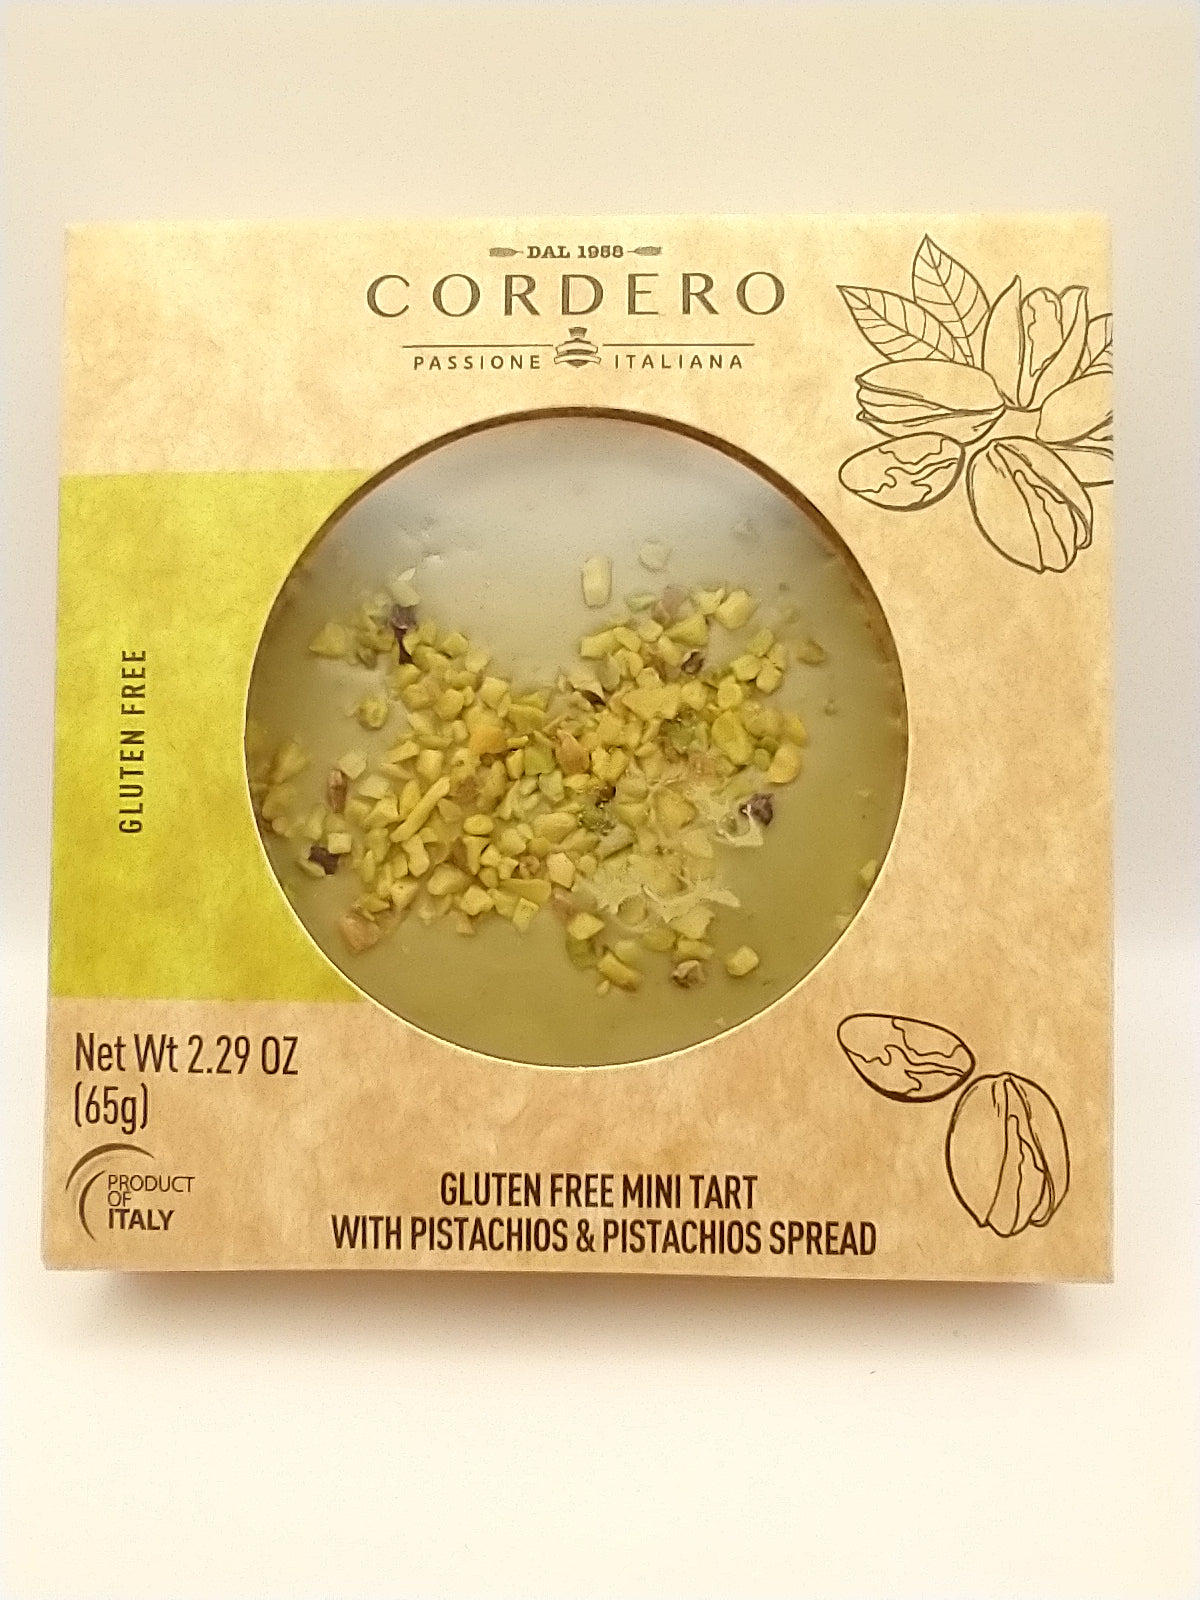 DAL 1958
CORDERO
PASSIONE ITALIANA
GLUTEN FREE
Net Wt 2.29 OZ
(65g)
PRODUCT
OF
ITALY
GLUTEN FREE MINI TART
WITH PISTACHIOS & PISTACHIOS SPREAD